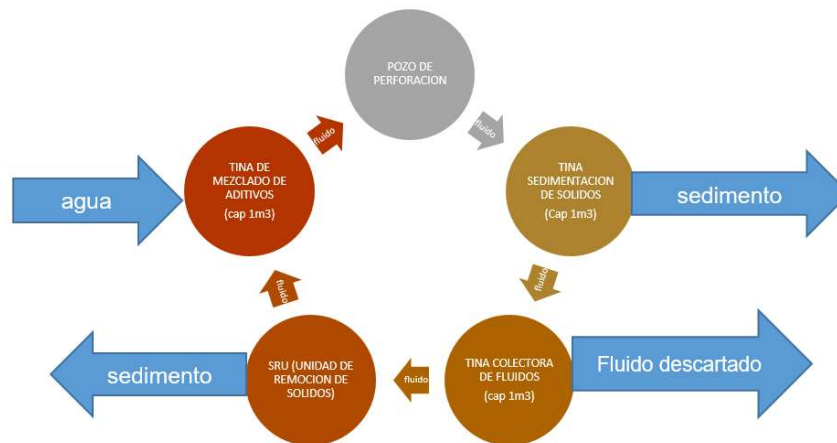 POZO DE
PERFORACION
fluido
fluido
TINA DE
MEZCLADO DE
ADITIVOS
(cap 1m3)
TINA
SEDIMENTACION
DE SOLIDOS
(Cap 1m3)
agua
sedimento
fluido
fluido
sedimento
SRU (UNIDAD DE
REMOCION DE
SOLIDOS)
fluido
TINA COLECTORA
DE FLUIDOS
(cap 1m3)
Fluido descartado